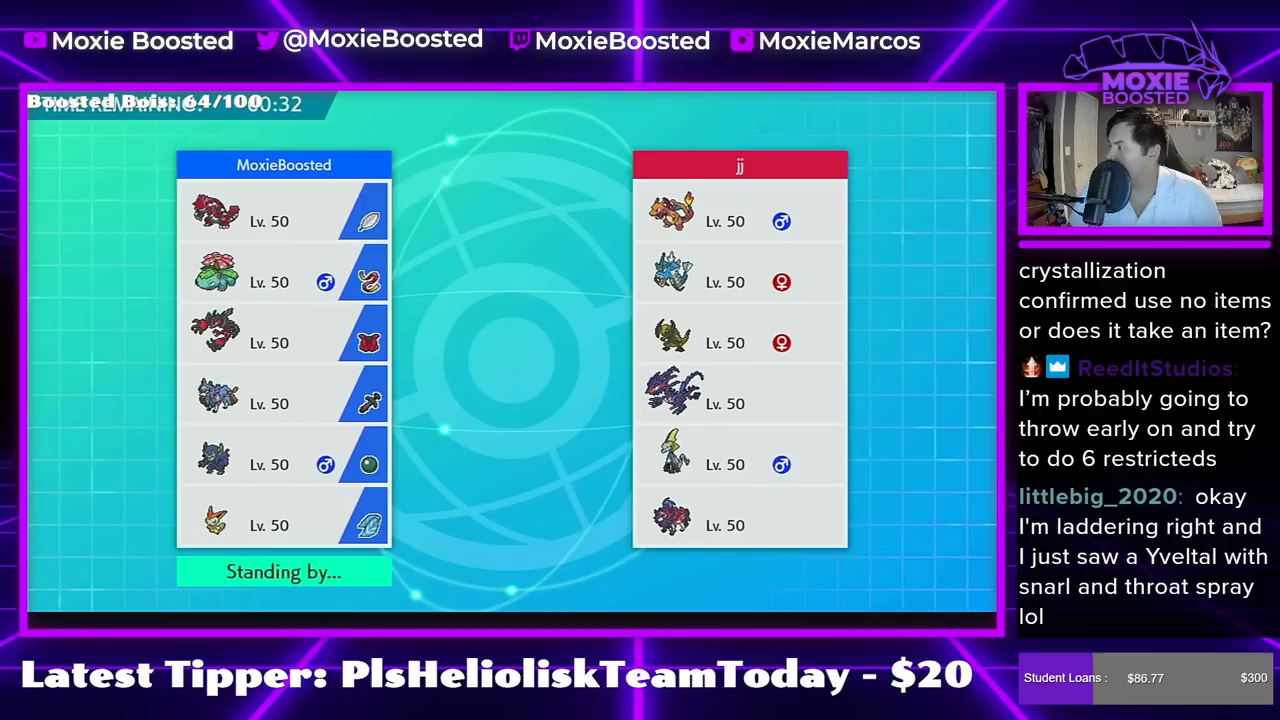 Moxie Boosted @MoxieBoosted MoxieBoosted MoxieMarcos
MOXIE
BOOSTED
Boosted Bois: 64/100
TIME REMAINING: 00:32
MoxieBoosted
Lv. 50
Lv. 50
Lv. 50
Lv. 50
Lv. 50
Lv. 50
Standing by...
jj
Lv. 50
Lv. 50
Lv. 50
Lv. 50
Lv. 50
Lv. 50
crystallization
confirmed use no items
or does it take an item?
ReedItStudios:
I'm probably going to
throw early on and try
to do 6 restricteds
littlebig_2020: okay
I'm laddering right and
I just saw a Yveltal with
snarl and throat spray
lol
Latest Tipper: PlsHelioliskTeamToday - $20
Student Loans : $86.77 $300